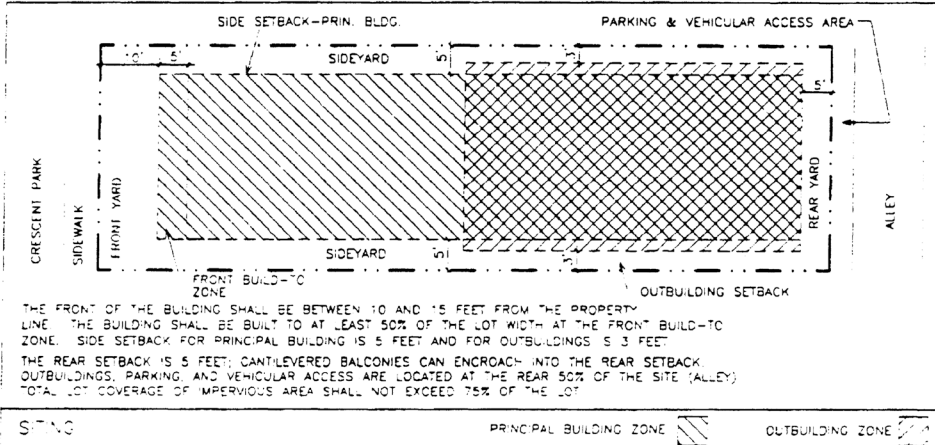 SIDE SETBACK-PRIN. BLDG.
PARKING & VEHICULAR ACCESS AREA
10' 5'
SIDEYARD
5'
3'
5'
CRESCENT PARK
SIDEWALK
FRONT YARD
REAR YARD
ALLEY
SIDEYARD
5'
3'
FRONT BUILD-TO
ZONE
OUTBUILDING SETBACK
THE FRONT OF THE BUILDING SHALL BE BETWEEN 10 AND 15 FEET FROM THE PROPERTY
LINE. THE BUILDING SHALL BE BUILT TO AT LEAST 50% OF THE LOT WIDTH AT THE FRONT BUILD-TO
ZONE. SIDE SETBACK FOR PRINCIPAL BUILDING IS 5 FEET AND FOR OUTBUILDINGS IS 3 FEET
THE REAR SETBACK IS 5 FEET; CANTILEVERED BALCONIES CAN ENCROACH INTO THE REAR SETBACK.
OUTBUILDINGS, PARKING, AND VEHICULAR ACCESS ARE LOCATED AT THE REAR 50% OF THE SITE (ALLEY)
TOTAL LOT COVERAGE OF IMPERVIOUS AREA SHALL NOT EXCEED 75% OF THE LOT
SITING
PRINCIPAL BUILDING ZONE
OUTBUILDING ZONE